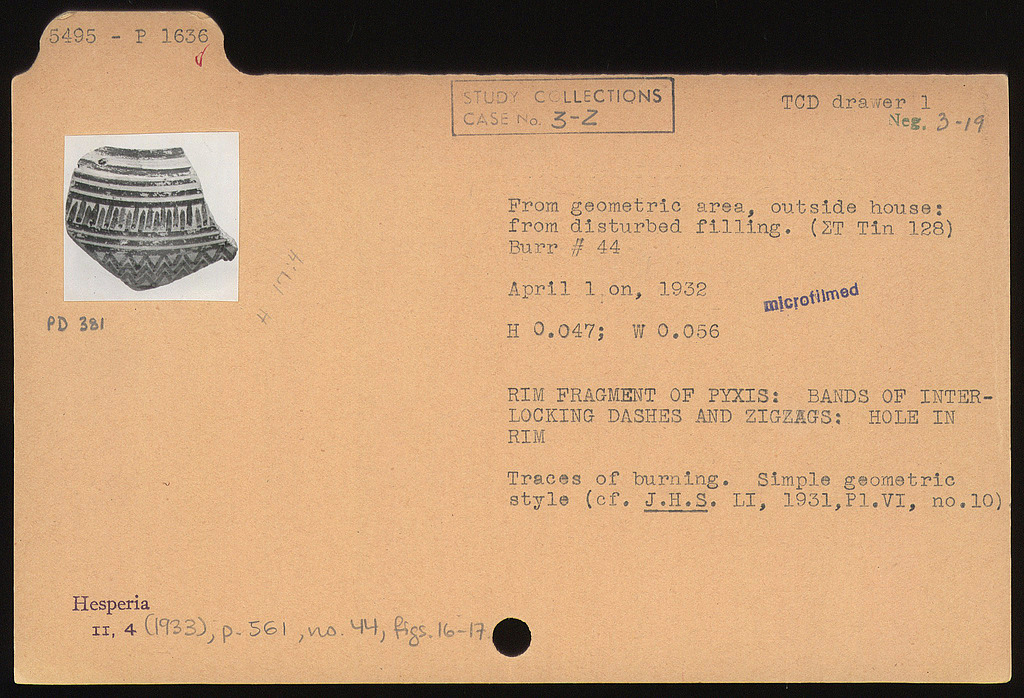 5495 - P 1636
STUDY COLLECTIONS
CASE No. 3-Z
TCD drawer 1
Neg. 3-19
From geometric area, outside house:
from disturbed filling. (ΣT Tin 128)
Burr # 44
April 1 on, 1932
microfilmed
H 0.047; W 0.056
PD 381
RIM FRAGMENT OF PYXIS: BANDS OF INTER-
LOCKING DASHES AND ZIGZAGS: HOLE IN
RIM
Traces of burning. Simple geometric
style (cf. J.H.S. LI, 1931,Pl.VI, no.10)
Hesperia
II, 4 (1933), p. 561, no. 44, figs. 16-17